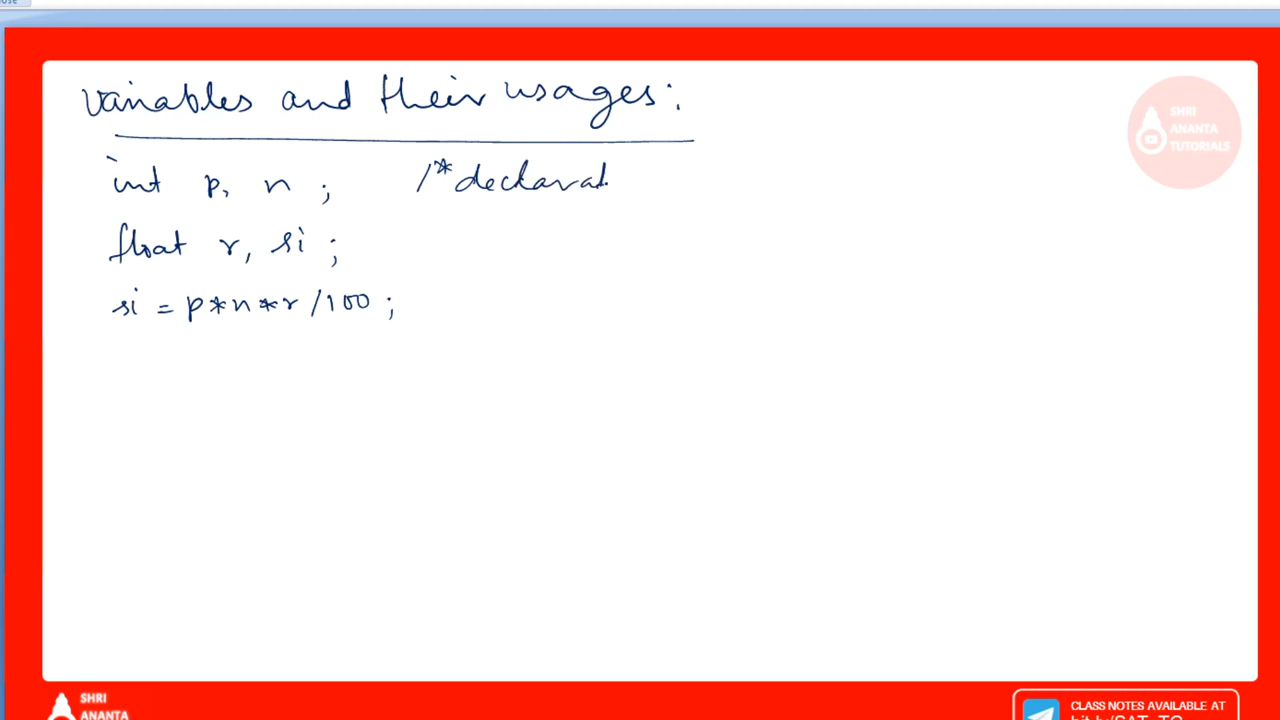 ose
variables and their usages:
SHRI
ANANTA
TUTORIALS
int p, n ; /*declarat
float r, si ;
si = p*n*r/100 ;
SHRI
ANANTA
CLASS NOTES AVAILABLE AT